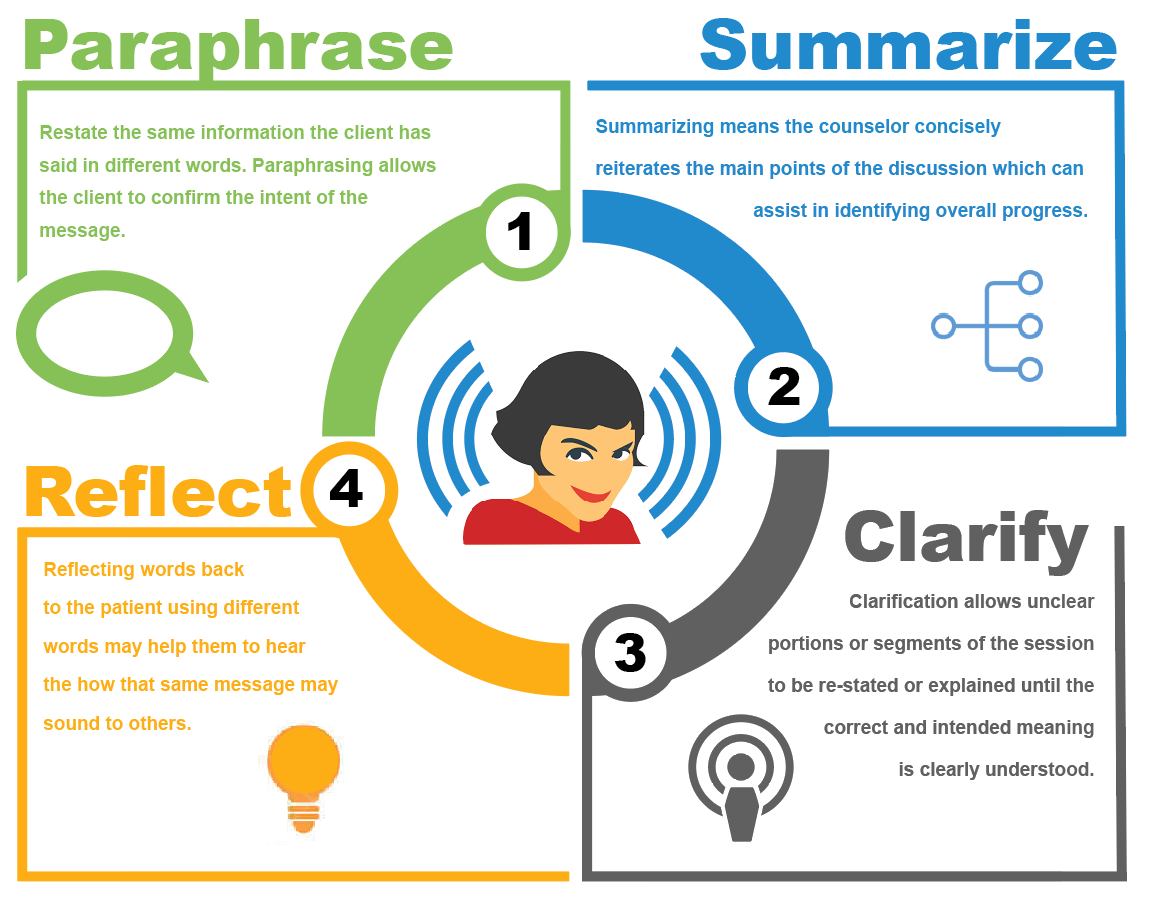 Paraphrase
Restate the same information the client has
said in different words. Paraphrasing allows
the client to confirm the intent of the
message.
1
Summarize
Summarizing means the counselor concisely
reiterates the main points of the discussion which can
assist in identifying overall progress.
2
Clarify
Clarification allows unclear
portions or segments of the session
to be re-stated or explained until the
correct and intended meaning
is clearly understood.
3
Reflect
4
Reflecting words back
to the patient using different
words may help them to hear
the how that same message may
sound to others.